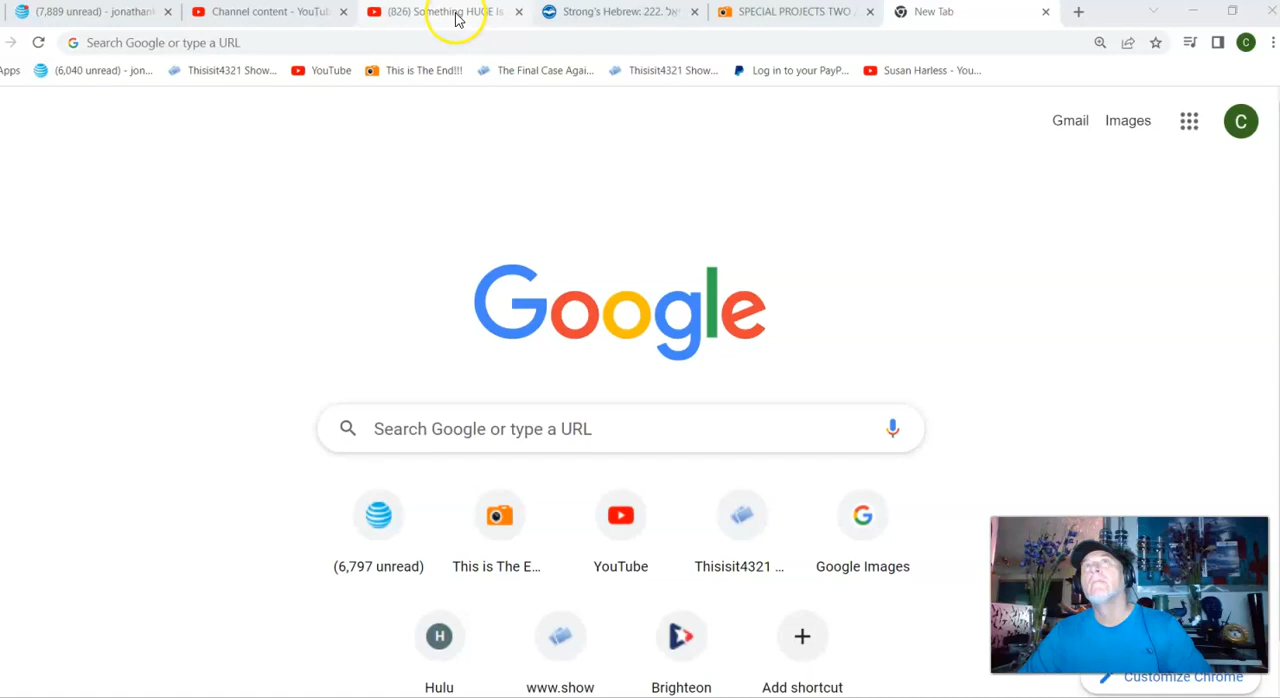 (7,889 unread) - jonathank
Channel content - YouTub
(826) Something HUGE Is
Strong's Hebrew: 222.
SPECIAL PROJECTS TWO
New Tab
Search Google or type a URL
C
Apps
(6,040 unread) - jon...
Thisisit4321 Show...
YouTube
This is The End!!!
The Final Case Agai...
Thisisit4321 Show...
Log in to your PayP...
Susan Harless - You...
Gmail
Images
C
Google
Search Google or type a URL
(6,797 unread)
This is The E...
YouTube
Thisisit4321 ...
Google Images
H
Hulu
www.show
Brighteon
Add shortcut
Customize Chrome